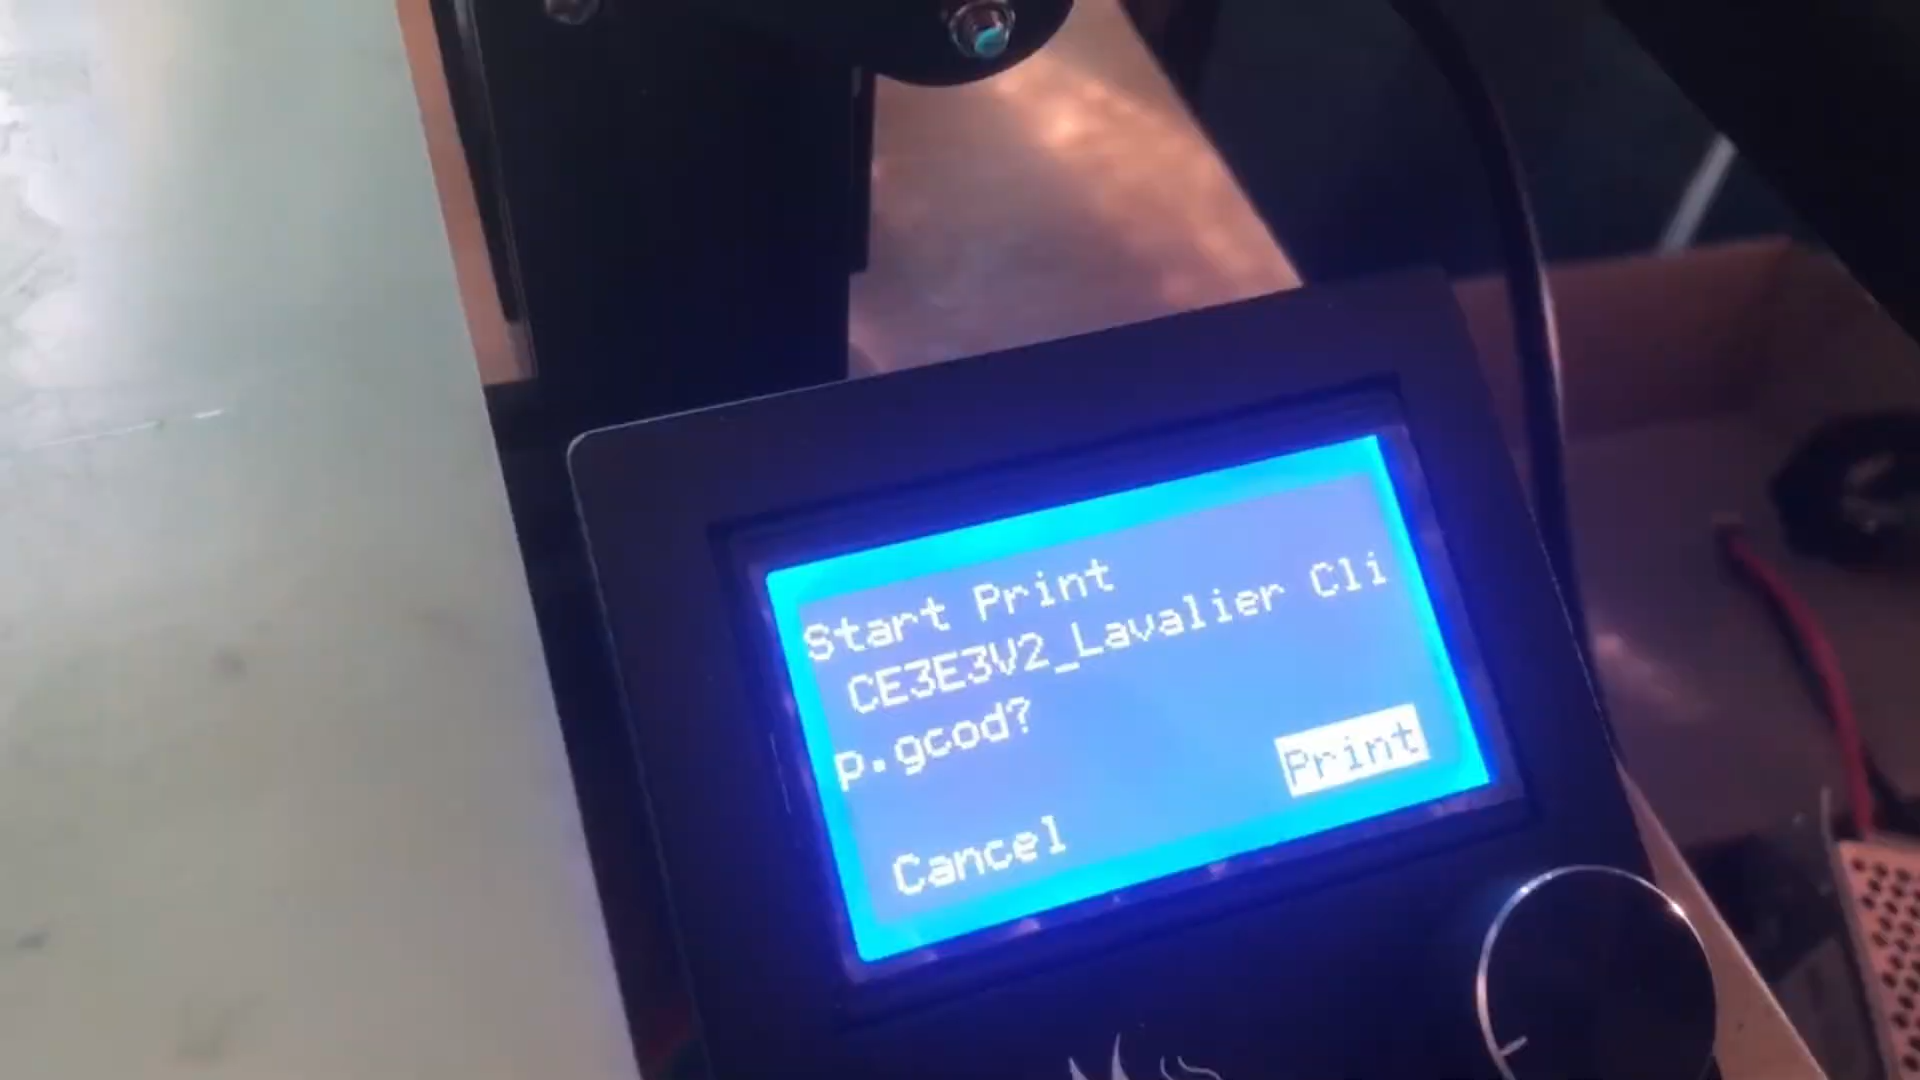 Start Print
CE3E3V2_Lavalier Cli
p.gcod?
Print
Cancel